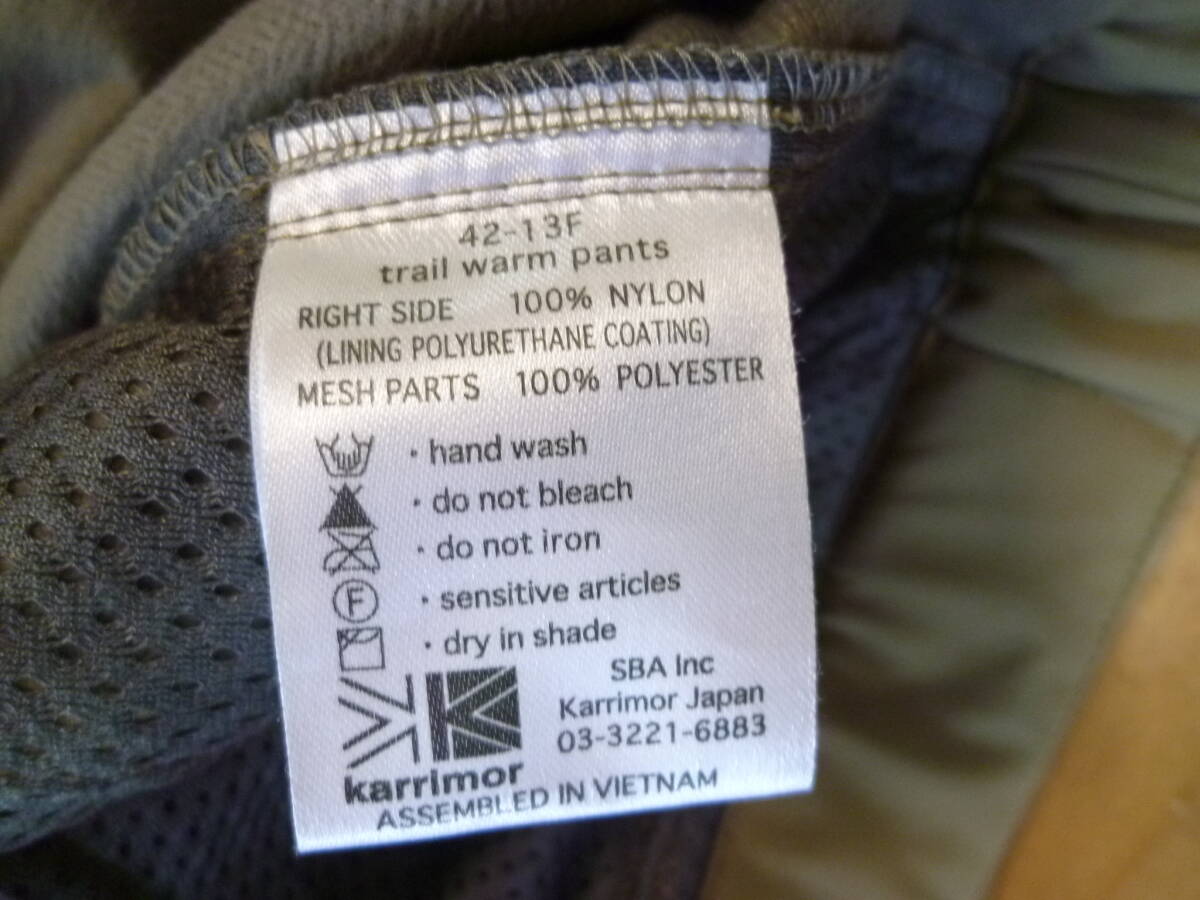 42-13F
trail warm pants
RIGHT SIDE 100% NYLON
(LINING POLYURETHANE COATING)
MESH PARTS 100% POLYESTER
· hand wash
· do not bleach
· do not iron
F · sensitive articles
· dry in shade
SBA Inc
Karrimor Japan
03-3221-6883
karrimor
ASSEMBLED IN VIETNAM